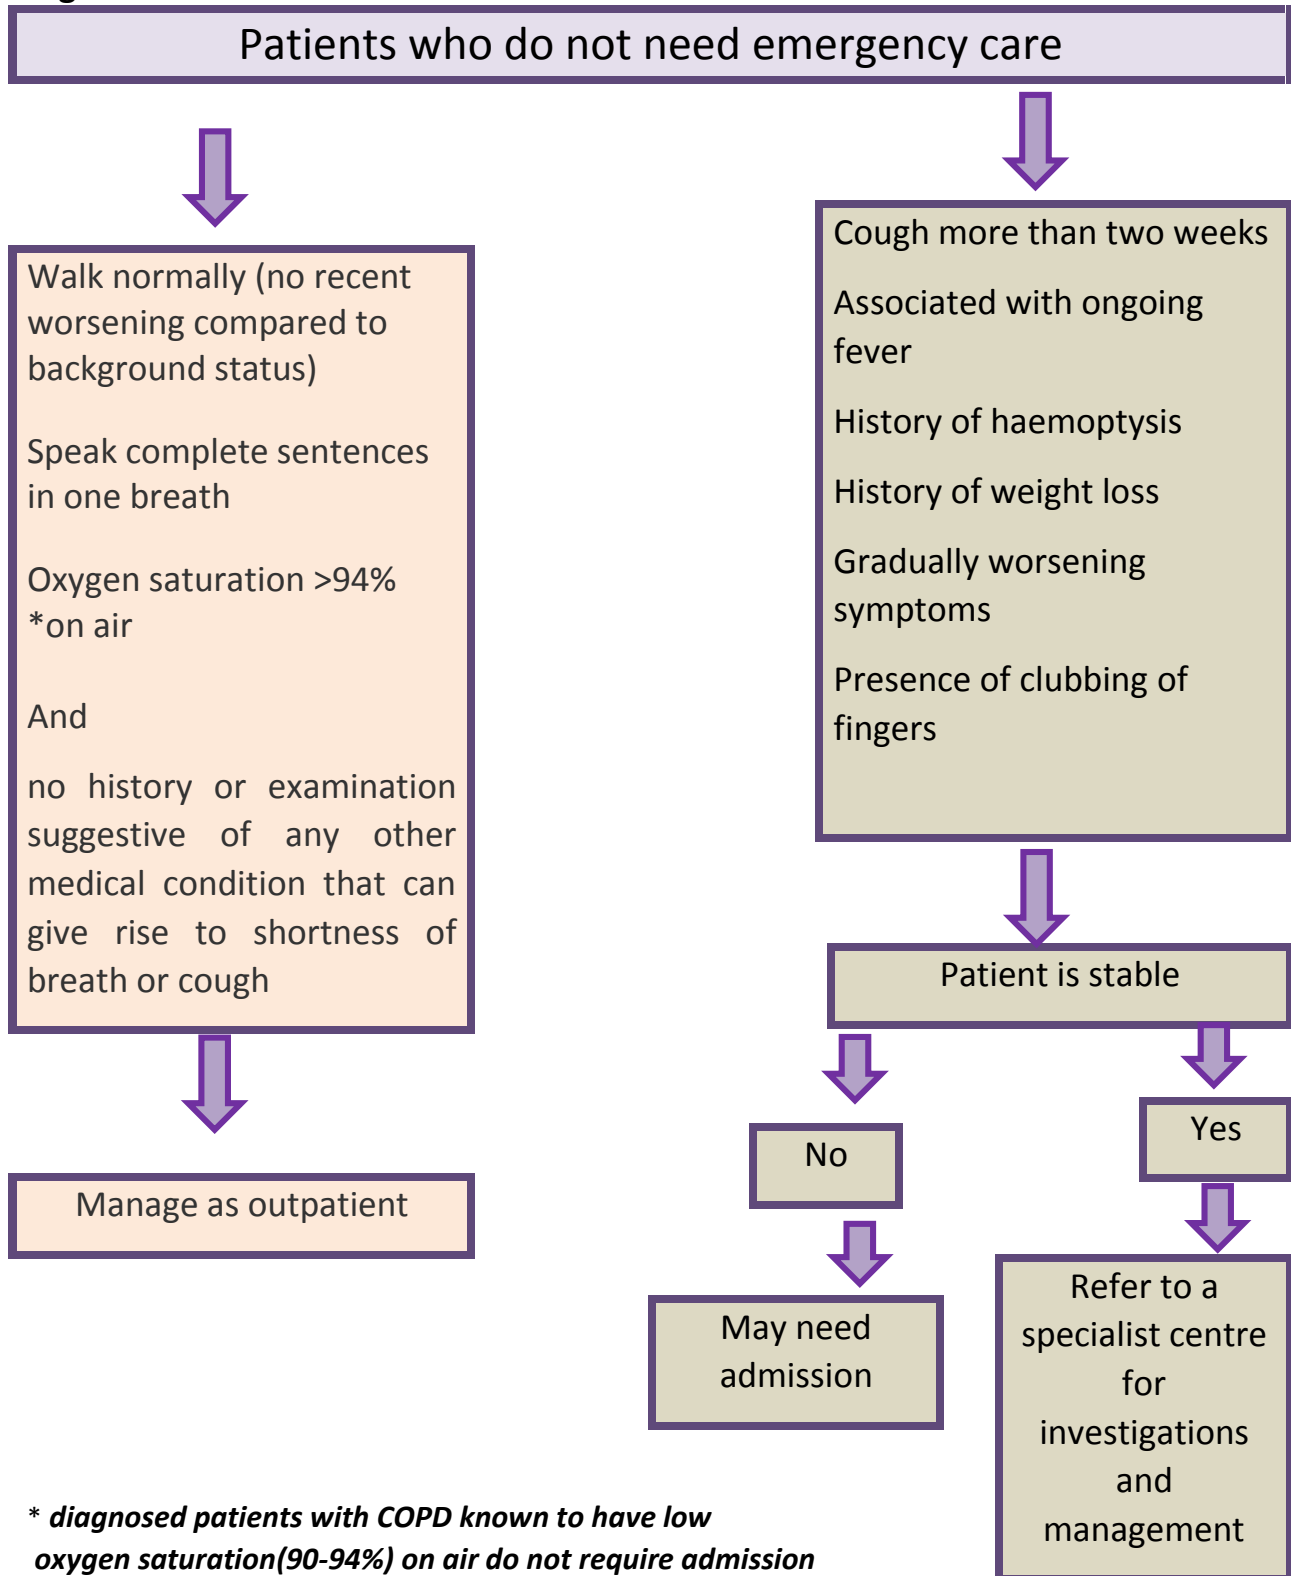 Patients who do not need emergency care
Walk normally (no recent
worsening compared to
background status)
Speak complete sentences
in one breath
Oxygen saturation >94%
*on air
And
no history or examination
suggestive of any other
medical condition that can
give rise to shortness of
breath or cough
Manage as outpatient
Cough more than two weeks
Associated with ongoing
fever
History of haemoptysis
History of weight loss
Gradually worsening
symptoms
Presence of clubbing of
fingers
Patient is stable
No
Yes
May need
admission
Refer to a
specialist centre
for
investigations
and
management
* diagnosed patients with COPD known to have low
oxygen saturation(90-94%) on air do not require admission